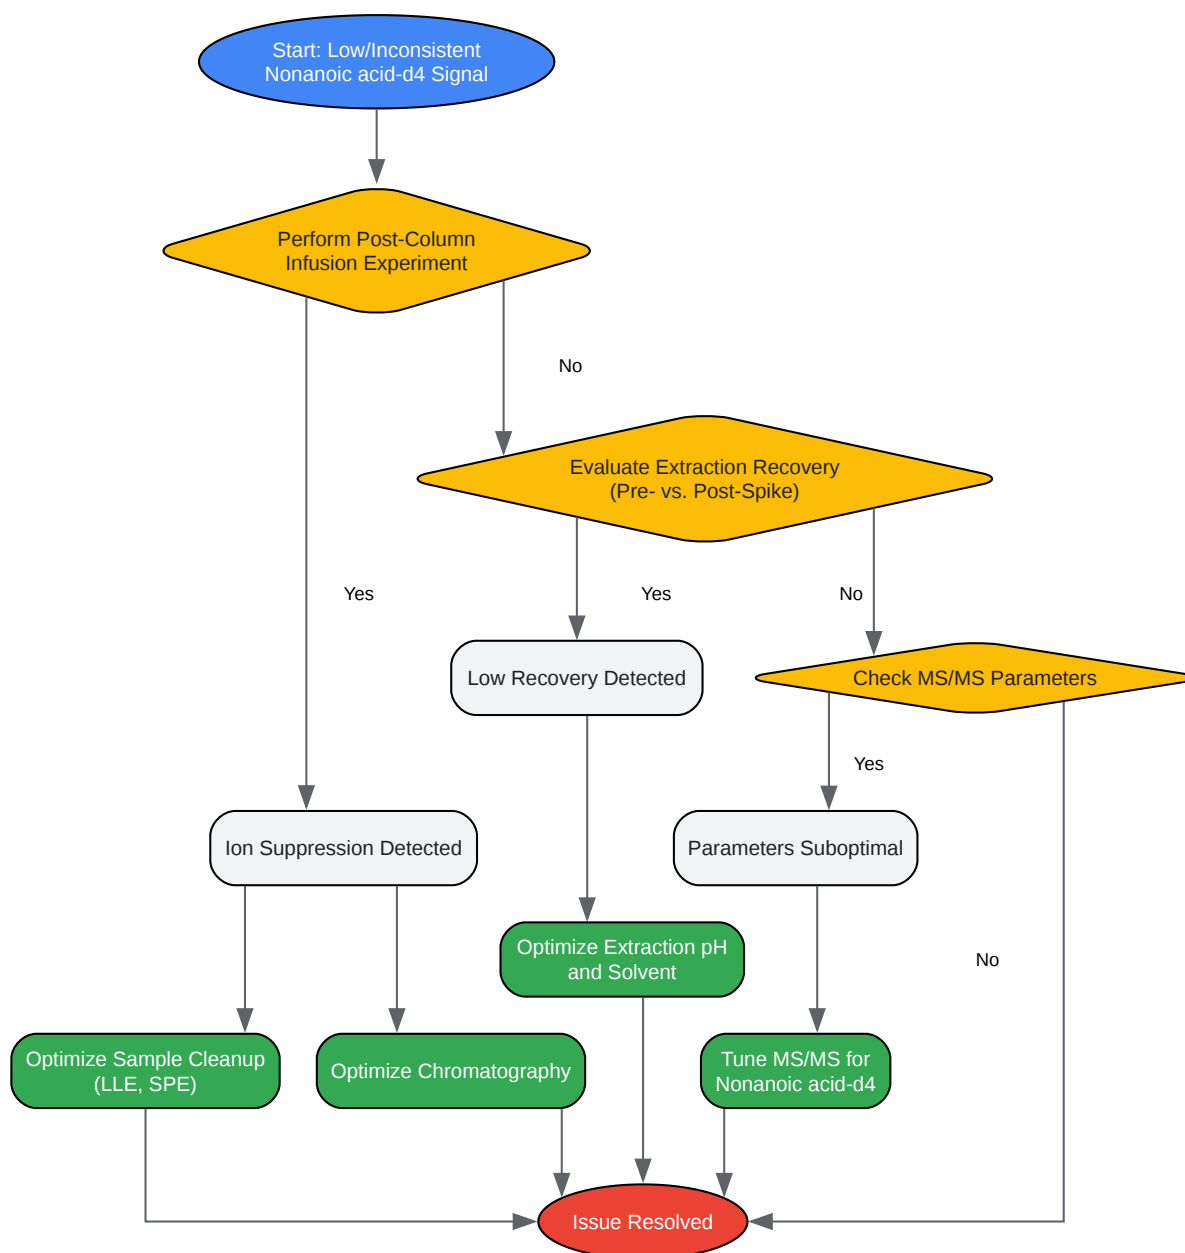 Start: Low/Inconsistent
Nonanoic acid-d4 Signal
Perform Post-Column
Infusion Experiment
No
Evaluate Extraction Recovery
(Pre- vs. Post-Spike)
Yes
Yes
No
Low Recovery Detected
Check MS/MS Parameters
Yes
Ion Suppression Detected
Parameters Suboptimal
Optimize Extraction pH
and Solvent
No
Optimize Sample Cleanup
(LLE, SPE)
Optimize Chromatography
Tune MS/MS for
Nonanoic acid-d4
Issue Resolved